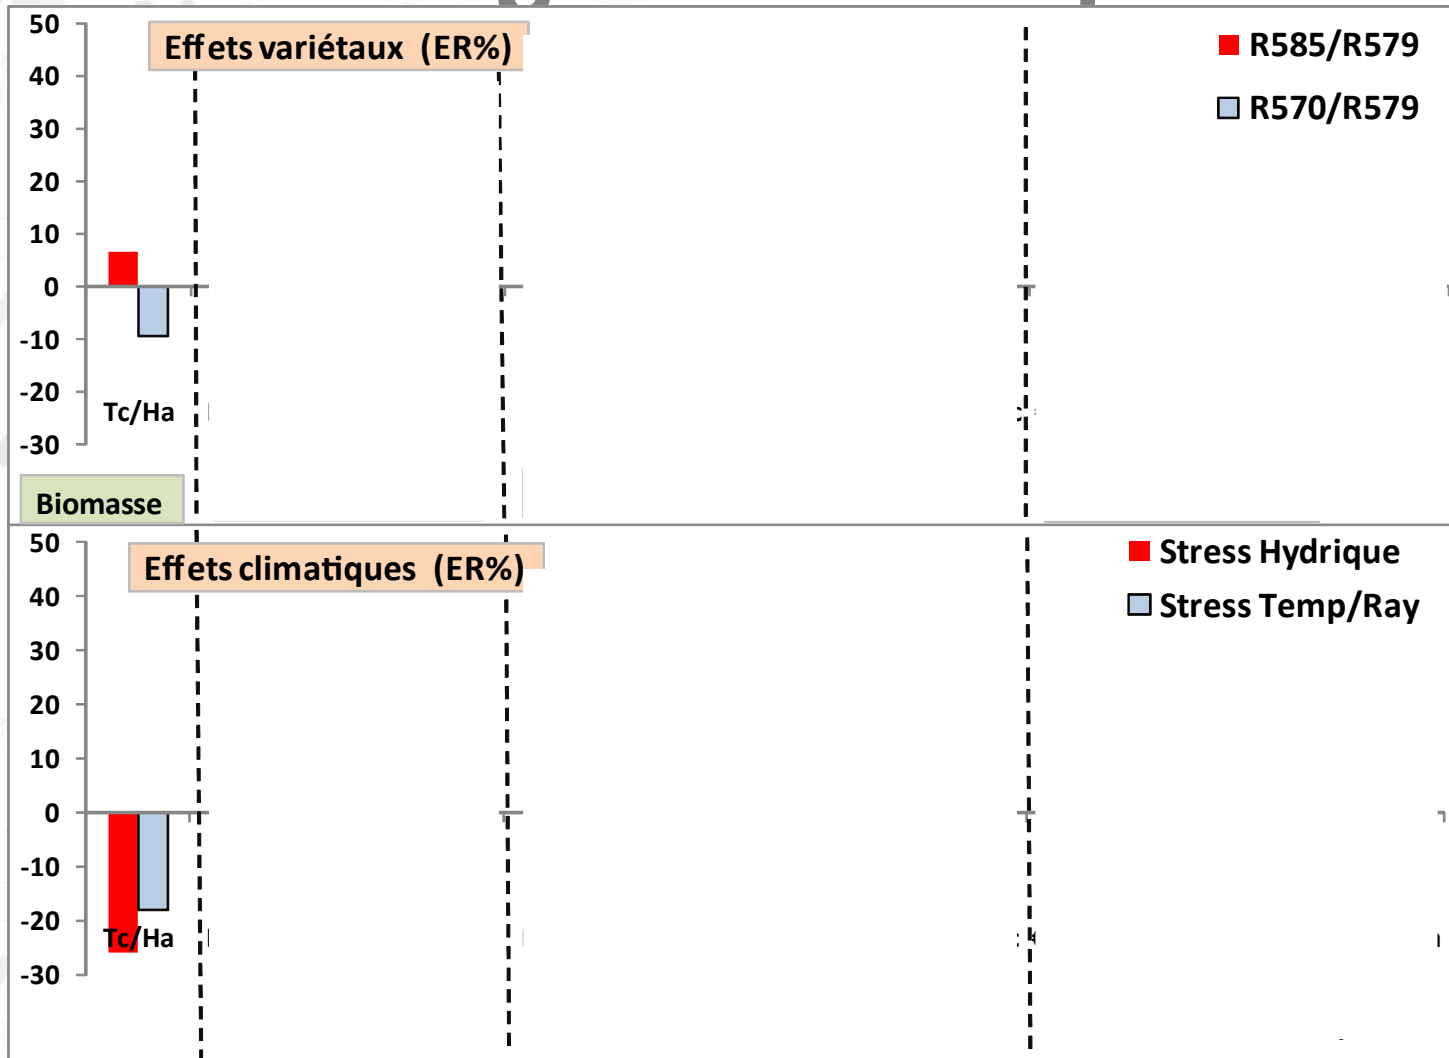 50
Effets variétaux (ER%)
R585/R579
40
R570/R579
30
20
10
0
-10
-20
Tc/Ha
-30
Biomasse
50
Effets climatiques (ER%)
Stress Hydrique
40
Stress Temp/Ray
30
20
10
0
-10
-20
Tc/Ha
-30